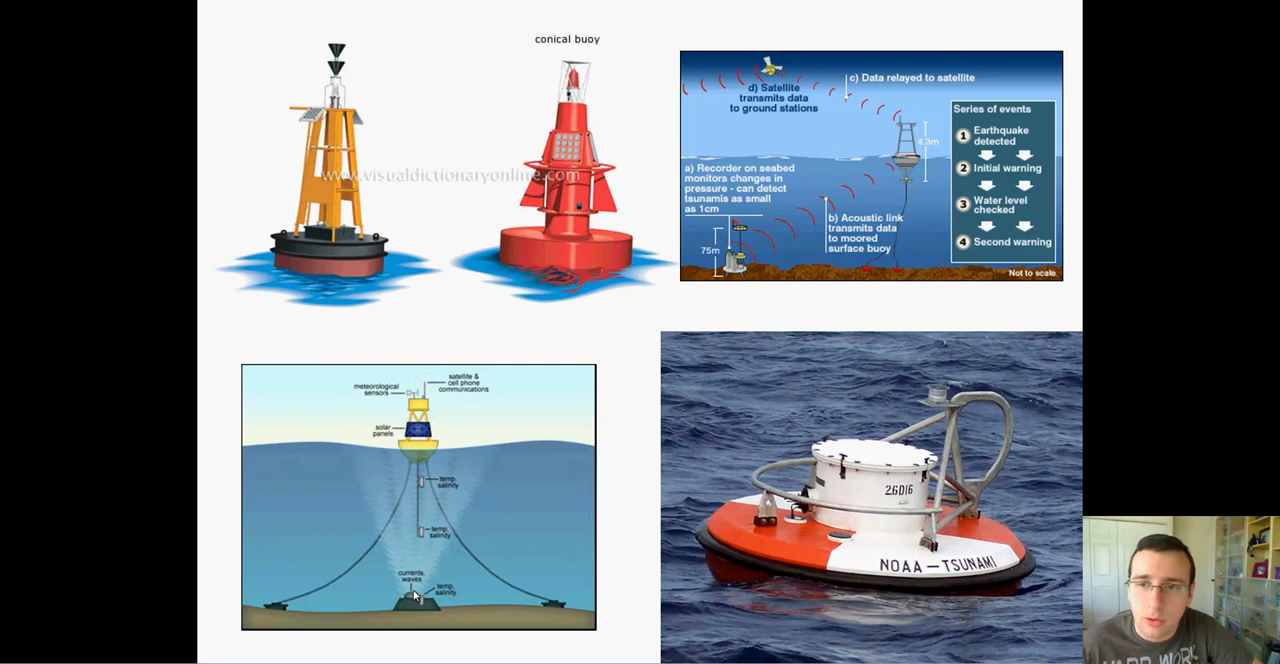 conical buoy
www.visualdictionaryonline.com
c) Data relayed to satellite
d) Satellite
transmits data
to ground stations
Series of events
1 Earthquake
detected
2 Initial warning
3 Water level
checked
4 Second warning
4.3m
a) Recorder on seabed
monitors changes in
pressure - can detect
tsunamis as small
as 1cm
b) Acoustic link
transmits data
to moored
surface buoy
75m
Not to scale
meteorological
sensors
satellite &
cell phone
communications
solar
panels
temp,
salinity
temp,
salinity
currents,
waves
temp,
salinity
26D16
NOAA-TSUNAMI
HARD WORK